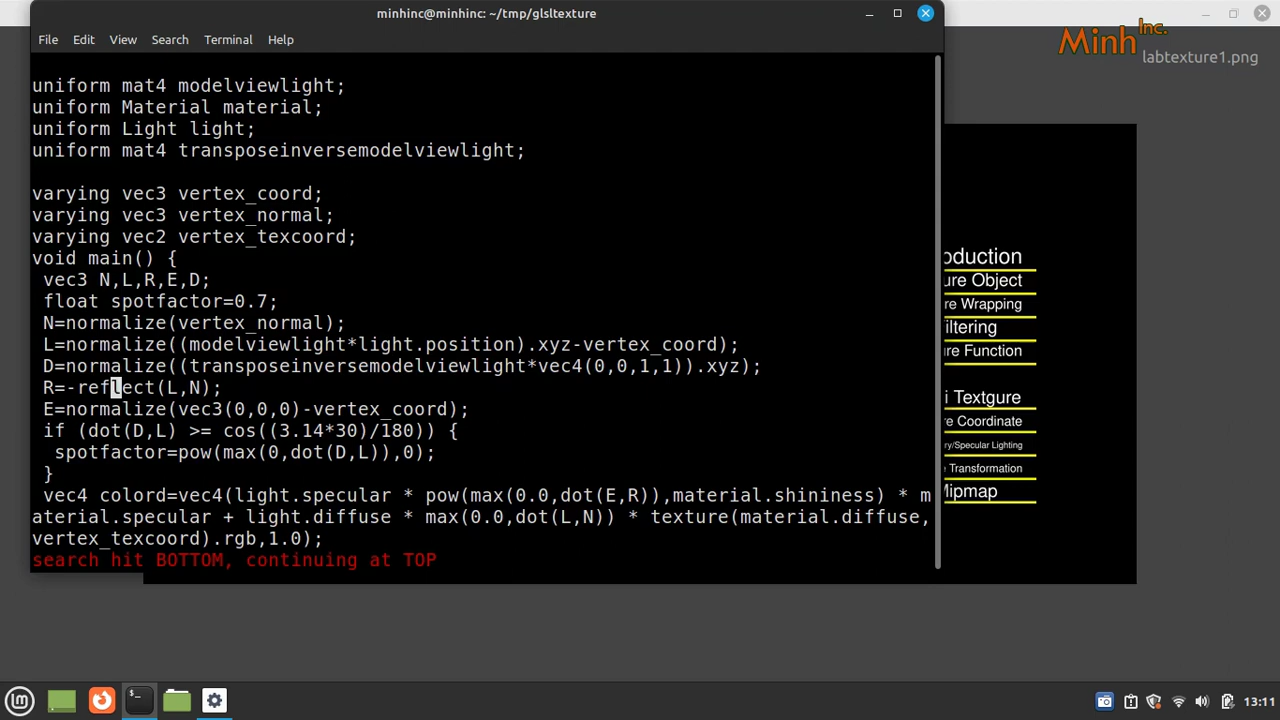 minhinc@minhinc: ~/tmp/glsltexture
Minh Inc.
labtexture1.png
File Edit View Search Terminal Help
uniform mat4 modelviewlight;
uniform Material material;
uniform Light light;
uniform mat4 transposeinversemodelviewlight;
varying vec3 vertex_coord;
varying vec3 vertex_normal;
varying vec2 vertex_texcoord;
void main() {
vec3 N,L,R,E,D;
float spotfactor=0.7;
N=normalize(vertex_normal);
L=normalize((modelviewlight*light.position).xyz-vertex_coord);
D=normalize((transposeinversemodelviewlight*vec4(0,0,1,1)).xyz);
R=-reflect(L,N);
E=normalize(vec3(0,0,0)-vertex_coord);
if (dot(D,L) >= cos((3.14*30)/180)) {
spotfactor=pow(max(0,dot(D,L)),0);
}
vec4 colord=vec4(light.specular * pow(max(0.0,dot(E,R)),material.shininess) * m
aterial.specular + light.diffuse * max(0.0,dot(L,N)) * texture(material.diffuse,
vertex_texcoord).rgb,1.0);
search hit BOTTOM, continuing at TOP
oduction
ure Object
ure Wrapping
iltering
ure Function
i Textgure
re Coordinate
ry/Specular Lighting
e Transformation
Mipmap
13:11